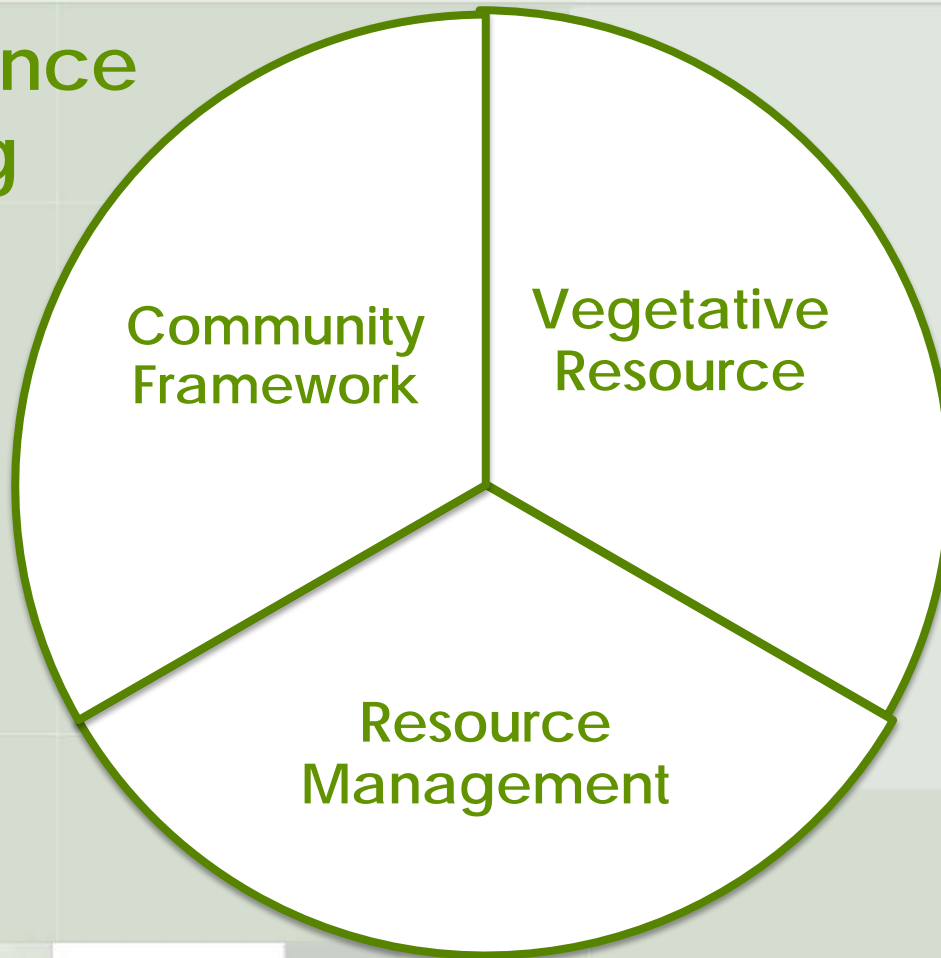 nce
g
Community
Framework
Vegetative
Resource
Resource
Management